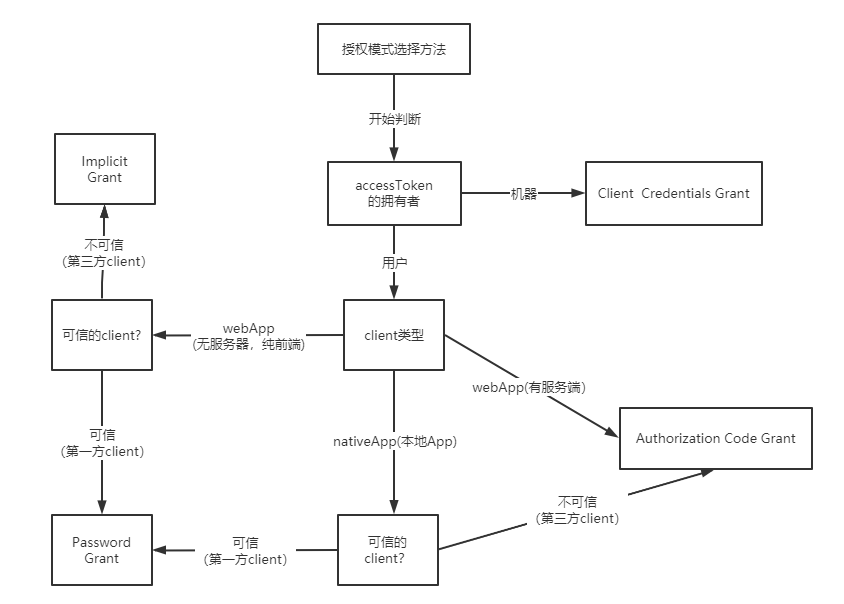 授权模式选择方法
开始判断
Implicit
Grant
accessToken
的拥有者
机器
Client  Credentials Grant
不可信
(第三方client)
用户
可信的client?
webApp
(无服务器，纯前端)
client类型
webApp(有服务端)
Authorization Code Grant
可信
(第一方client)
nativeApp(本地App)
不可信
(第三方client)
Password
Grant
可信
(第一方client)
可信的
client?